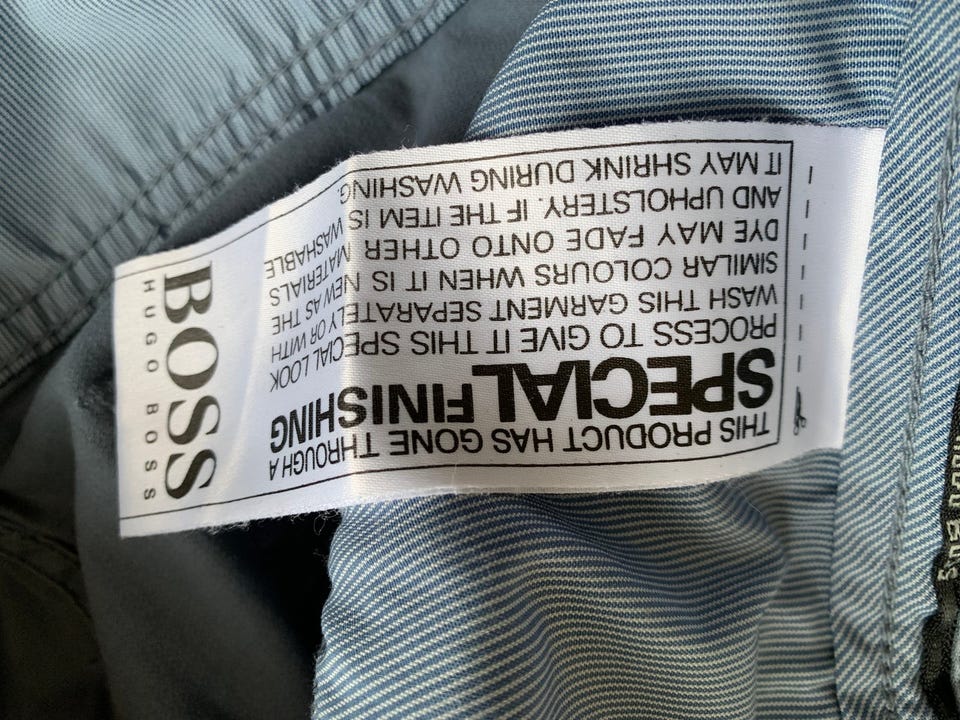 THIS PRODUCT HAS GONE THROUGH A
SPECIAL FINISHING
PROCESS TO GIVE IT THIS SPECIAL LOOK
WASH THIS GARMENT SEPARATELY OR WITH
SIMILAR COLOURS WHEN IT IS NEW AS THE
DYE MAY FADE ONTO OTHER MATERIALS
AND UPHOLSTERY. IF THE ITEM IS WASHABLE
IT MAY SHRINK DURING WASHING.
BOSS
HUGO BOSS